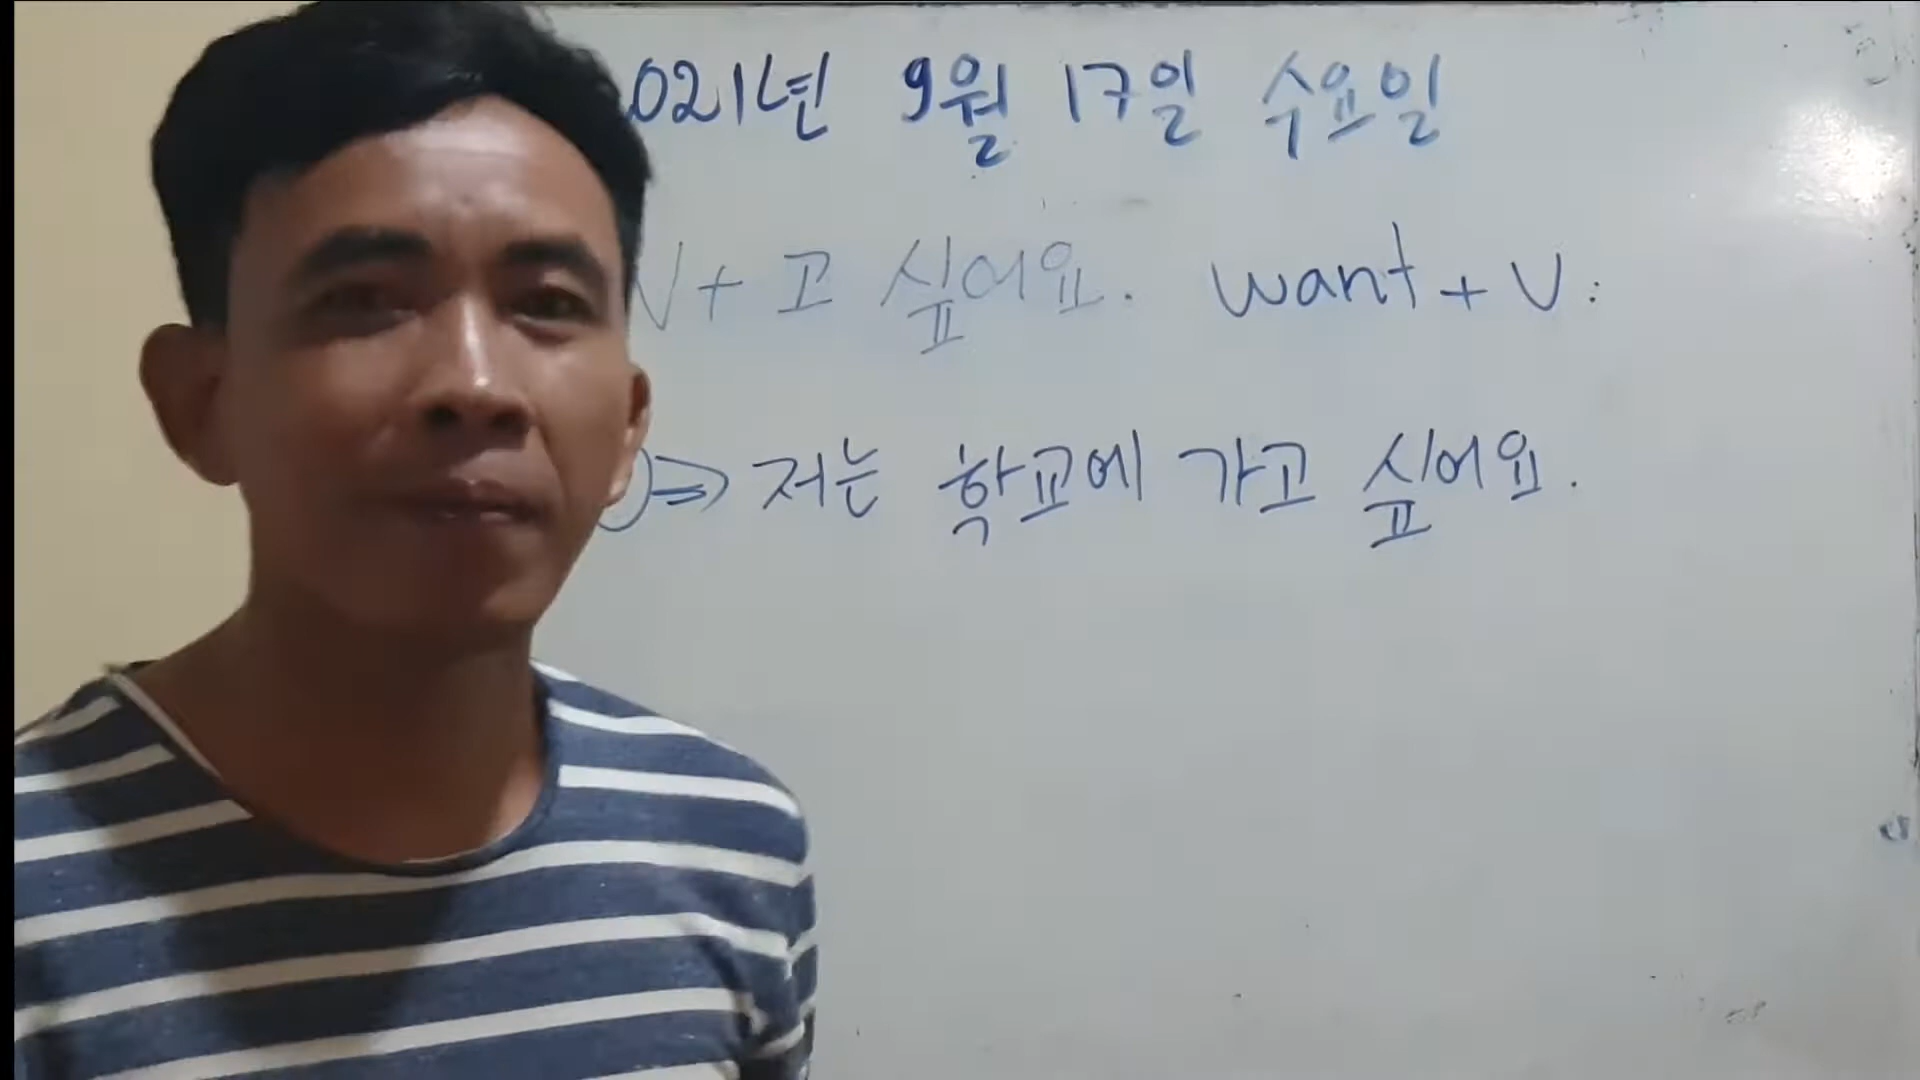 021년 9월 17일 수요일
V + 고 싶어요. want + V.
⇒ 저는 학교에 가고 싶어요.